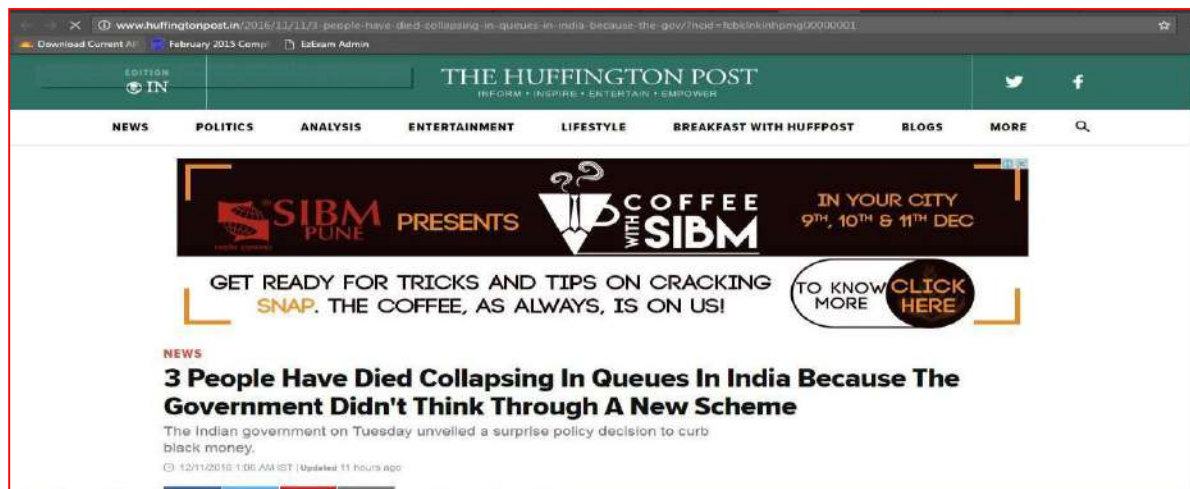 www.huffingtonpost.in/2016/11/11/3-people-have-died-collapsing-in-queues-in-india-because-the-gov/?ncid=fcbklnkinhpmg00000001
Download Current Af
February 2015 Comp
EzExam Admin
EDITION
IN
THE HUFFINGTON POST
INFORM • INSPIRE • ENTERTAIN • EMPOWER
NEWS POLITICS ANALYSIS ENTERTAINMENT LIFESTYLE BREAKFAST WITH HUFFPOST BLOGS MORE
SIBM
PUNE
PRESENTS
COFFEE
WITH SIBM
IN YOUR CITY
9TH, 10TH & 11TH DEC
GET READY FOR TRICKS AND TIPS ON CRACKING
SNAP. THE COFFEE, AS ALWAYS, IS ON US!
TO KNOW
MORE
CLICK
HERE
NEWS
3 People Have Died Collapsing In Queues In India Because The
Government Didn't Think Through A New Scheme
The Indian government on Tuesday unveiled a surprise policy decision to curb
black money.
12/11/2016 1:06 AM IST | Updated 11 hours ago